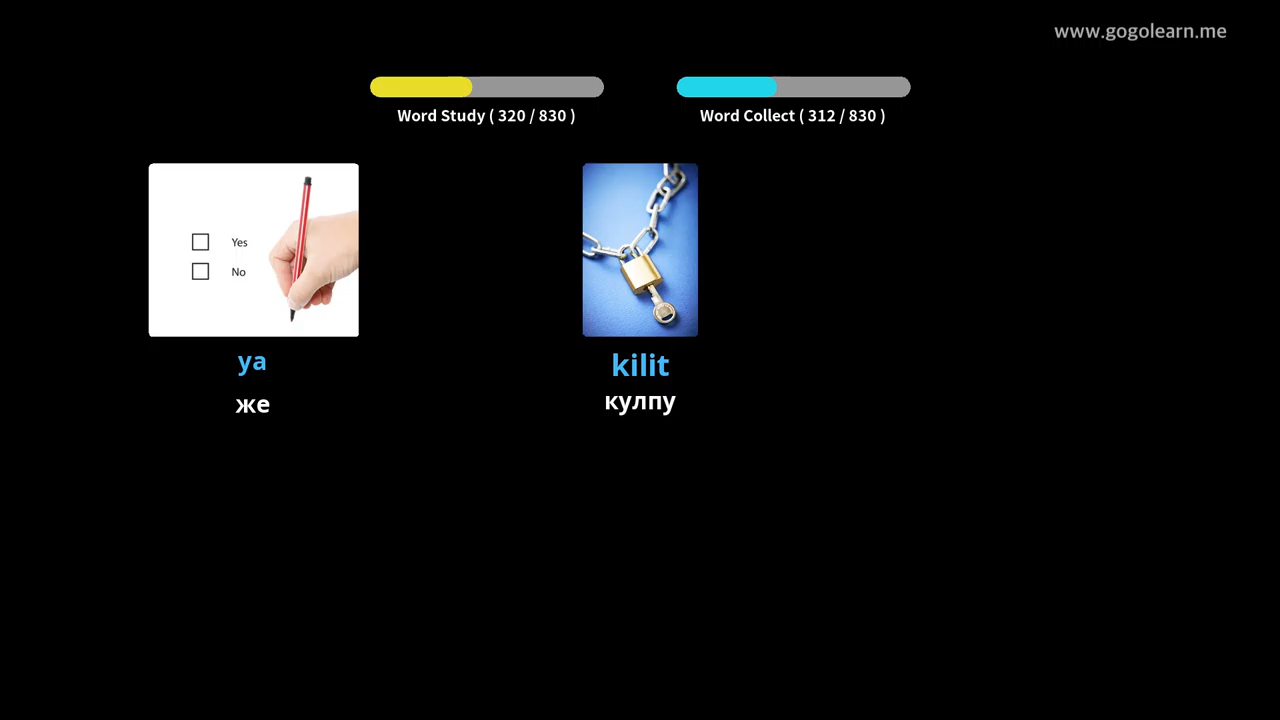 www.gogolearn.me
Word Study ( 320 / 830 )
Word Collect ( 312 / 830 )
Yes
No
ya
же
kilit
кулпу